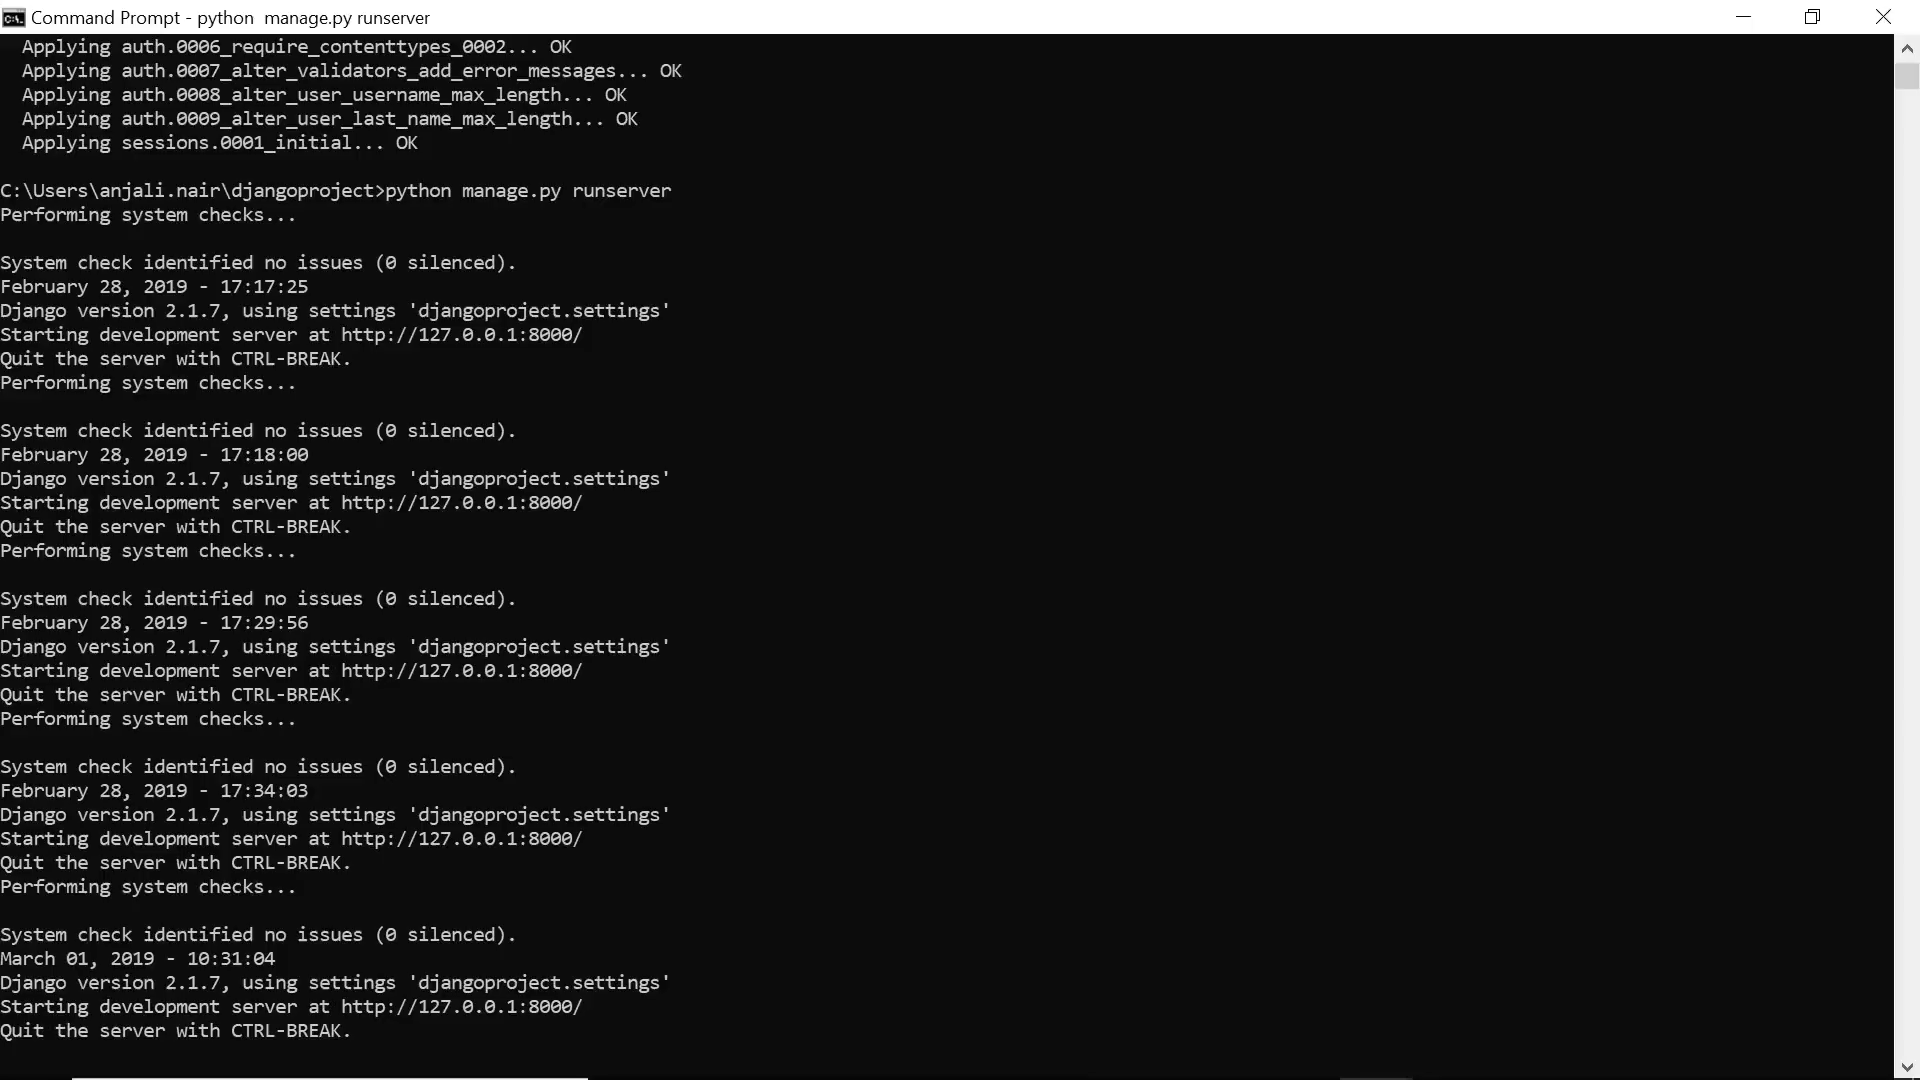 Command Prompt - python  manage.py runserver
  Applying auth.0006_require_contenttypes_0002... OK
  Applying auth.0007_alter_validators_add_error_messages... OK
  Applying auth.0008_alter_user_username_max_length... OK
  Applying auth.0009_alter_user_last_name_max_length... OK
  Applying sessions.0001_initial... OK
C:\Users\anjali.nair\djangoproject>python manage.py runserver
Performing system checks...
System check identified no issues (0 silenced).
February 28, 2019 - 17:17:25
Django version 2.1.7, using settings 'djangoproject.settings'
Starting development server at http://127.0.0.1:8000/
Quit the server with CTRL-BREAK.
Performing system checks...
System check identified no issues (0 silenced).
February 28, 2019 - 17:18:00
Django version 2.1.7, using settings 'djangoproject.settings'
Starting development server at http://127.0.0.1:8000/
Quit the server with CTRL-BREAK.
Performing system checks...
System check identified no issues (0 silenced).
February 28, 2019 - 17:29:56
Django version 2.1.7, using settings 'djangoproject.settings'
Starting development server at http://127.0.0.1:8000/
Quit the server with CTRL-BREAK.
Performing system checks...
System check identified no issues (0 silenced).
February 28, 2019 - 17:34:03
Django version 2.1.7, using settings 'djangoproject.settings'
Starting development server at http://127.0.0.1:8000/
Quit the server with CTRL-BREAK.
Performing system checks...
System check identified no issues (0 silenced).
March 01, 2019 - 10:31:04
Django version 2.1.7, using settings 'djangoproject.settings'
Starting development server at http://127.0.0.1:8000/
Quit the server with CTRL-BREAK.